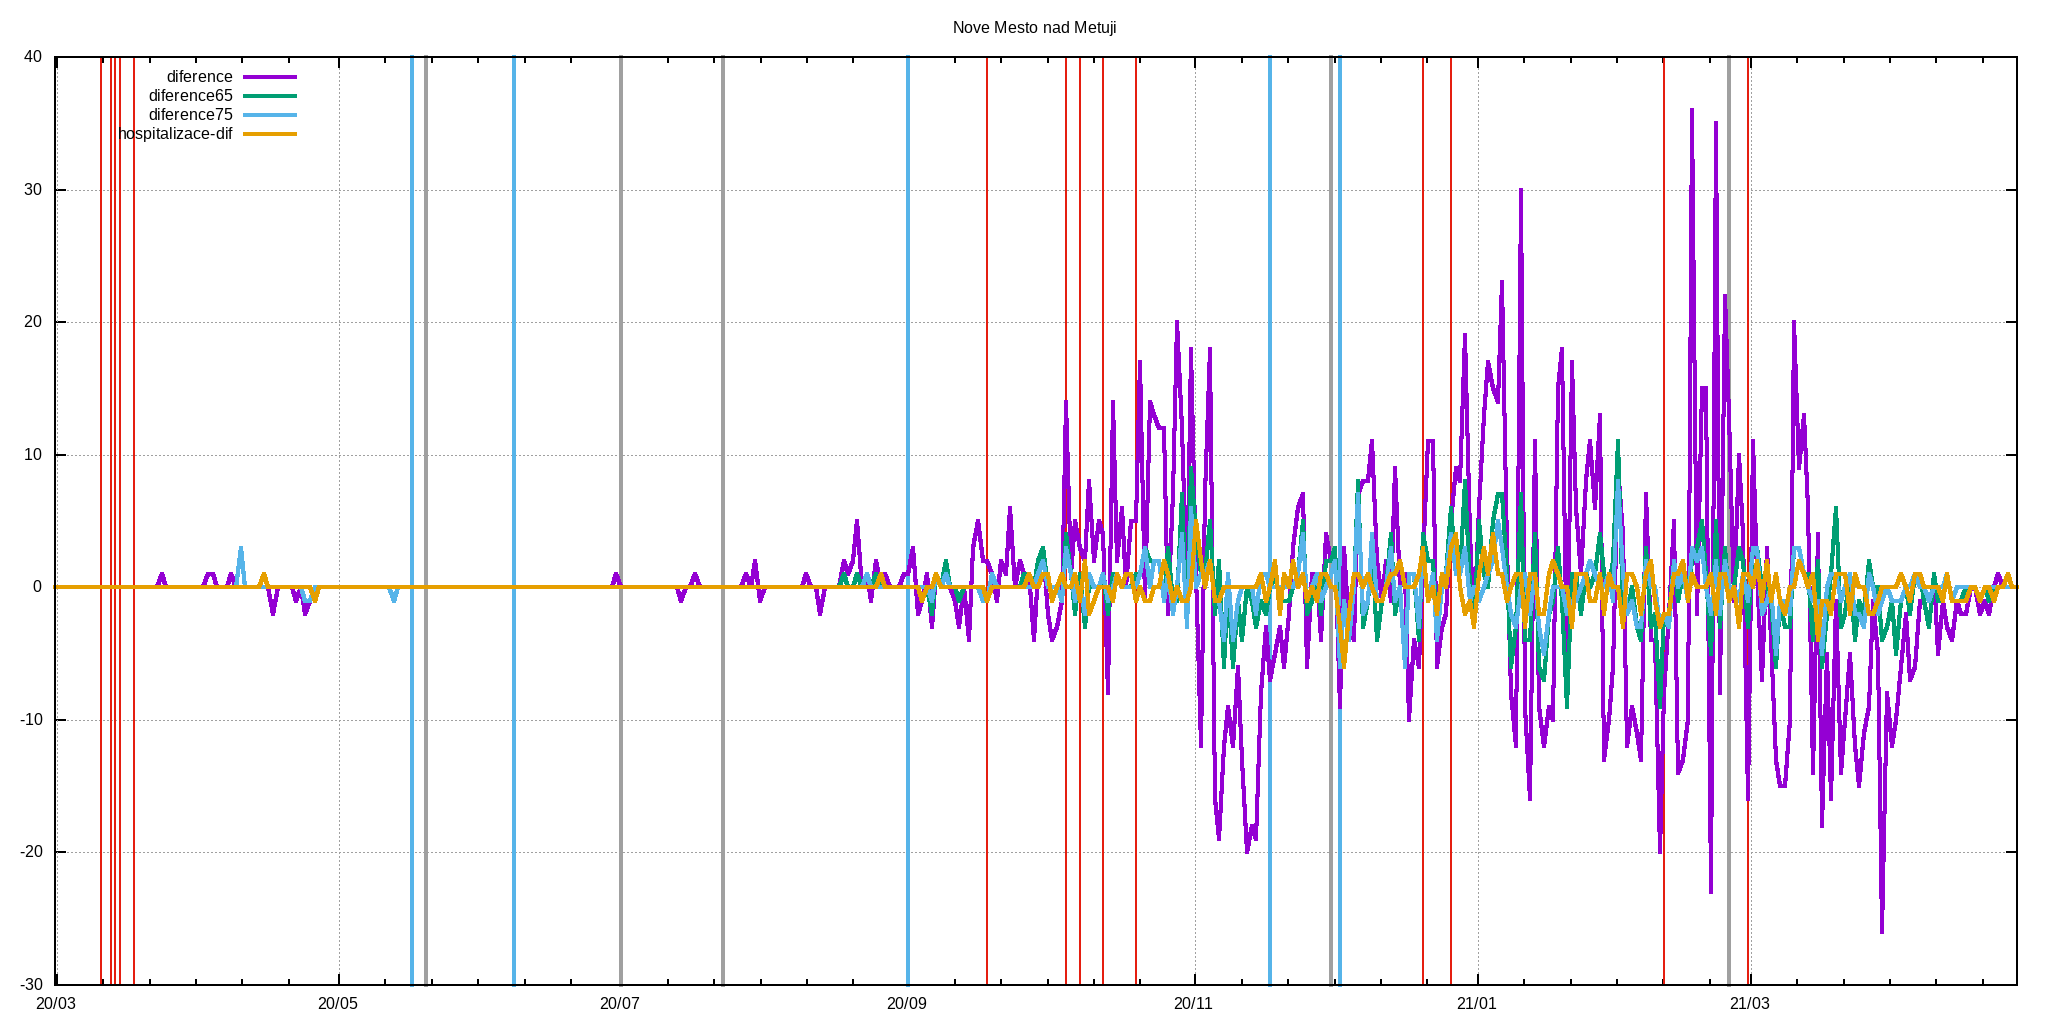 Nove Mesto nad Metuji
diference
diference65
diference75
hospitalizace-dif
40
30
20
10
0
-10
-20
-30
20/03 20/05 20/07 20/09 20/11 21/01 21/03